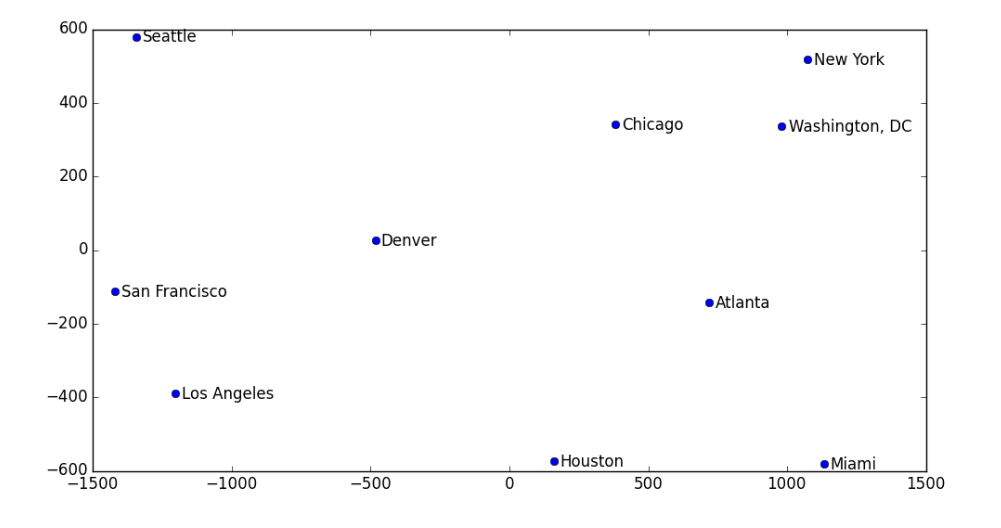 600
Seattle
New York
400
Chicago
Washington, DC
200
0
Denver
San Francisco
Atlanta
−200
−400
Los Angeles
Houston
Miami
−600
−1500 −1000 −500 0 500 1000 1500